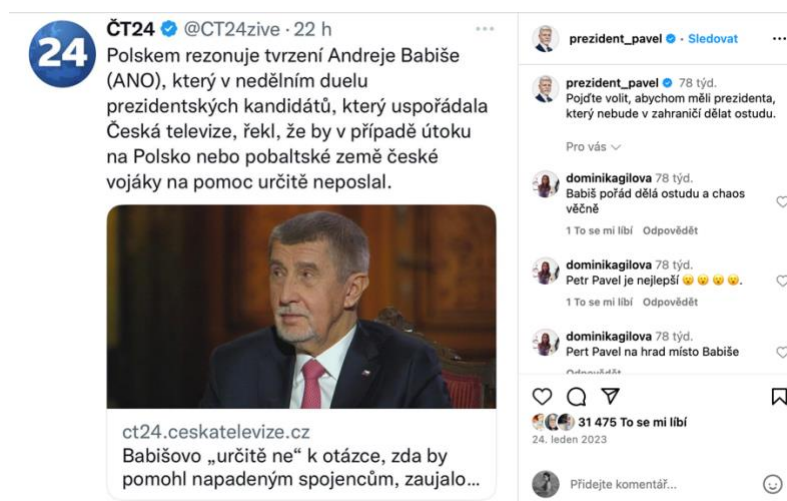 24
ČT24 @CT24zive · 22 h
Polskem rezonuje tvrzení Andreje Babiše
(ANO), který v nedělním duelu
prezidentských kandidátů, který uspořádala
Česká televize, řekl, že by v případě útoku
na Polsko nebo pobaltské země české
vojáky na pomoc určitě neposlal.
ct24.ceskatelevize.cz
Babišovo „určitě ne“ k otázce, zda by
pomohl napadeným spojencům, zaujalo...
prezident_pavel · Sledovat
prezident_pavel 78 týd.
Pojďte volit, abychom měli prezidenta,
který nebude v zahraničí dělat ostudu.
Pro vás
dominikagilova 78 týd.
Babiš pořád dělá ostudu a chaos
věčně
1 To se mi líbí Odpovědět
dominikagilova 78 týd.
Petr Pavel je nejlepší 😮 😮 😮 😮.
1 To se mi líbí Odpovědět
dominikagilova 78 týd.
Pert Pavel na hrad místo Babiše
Odpovědět
31 475 To se mi líbí
24. leden 2023
Přidejte komentář...